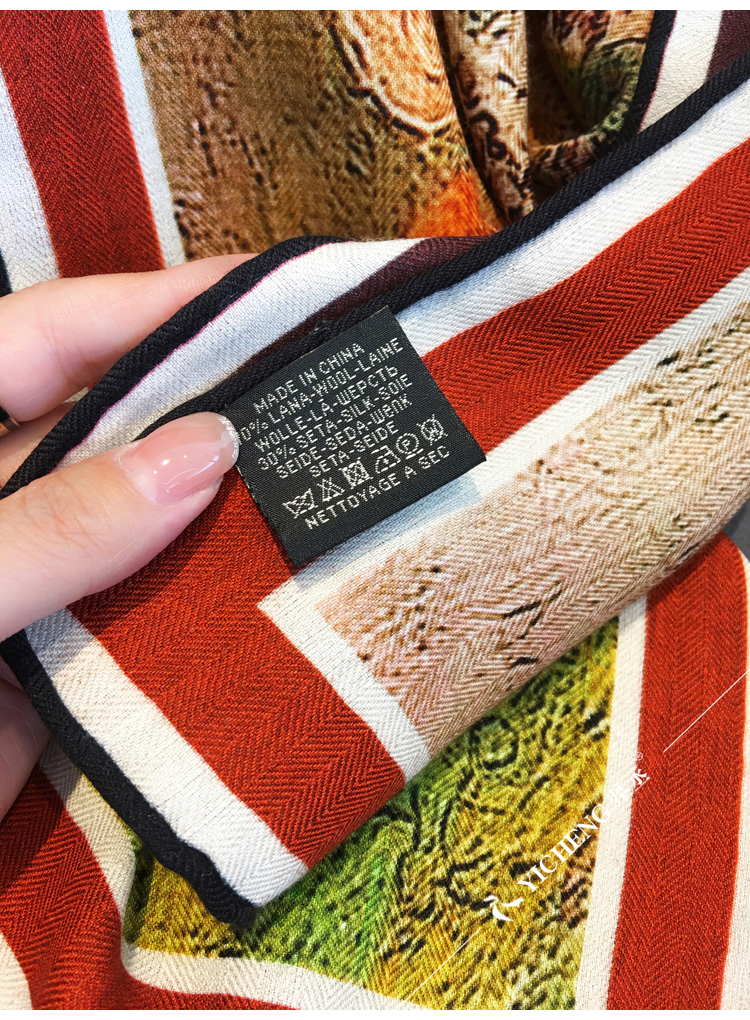 MADE IN CHINA
0% LANA-WOOL-LAINE
WOLLE-LA-ШЕРСТЬ
30% SETA-SILK-SOIE
SEIDE-SEDA-ШЕЛК
SETA-SEIDE
NETTOYAGE A SEC
YICHENG